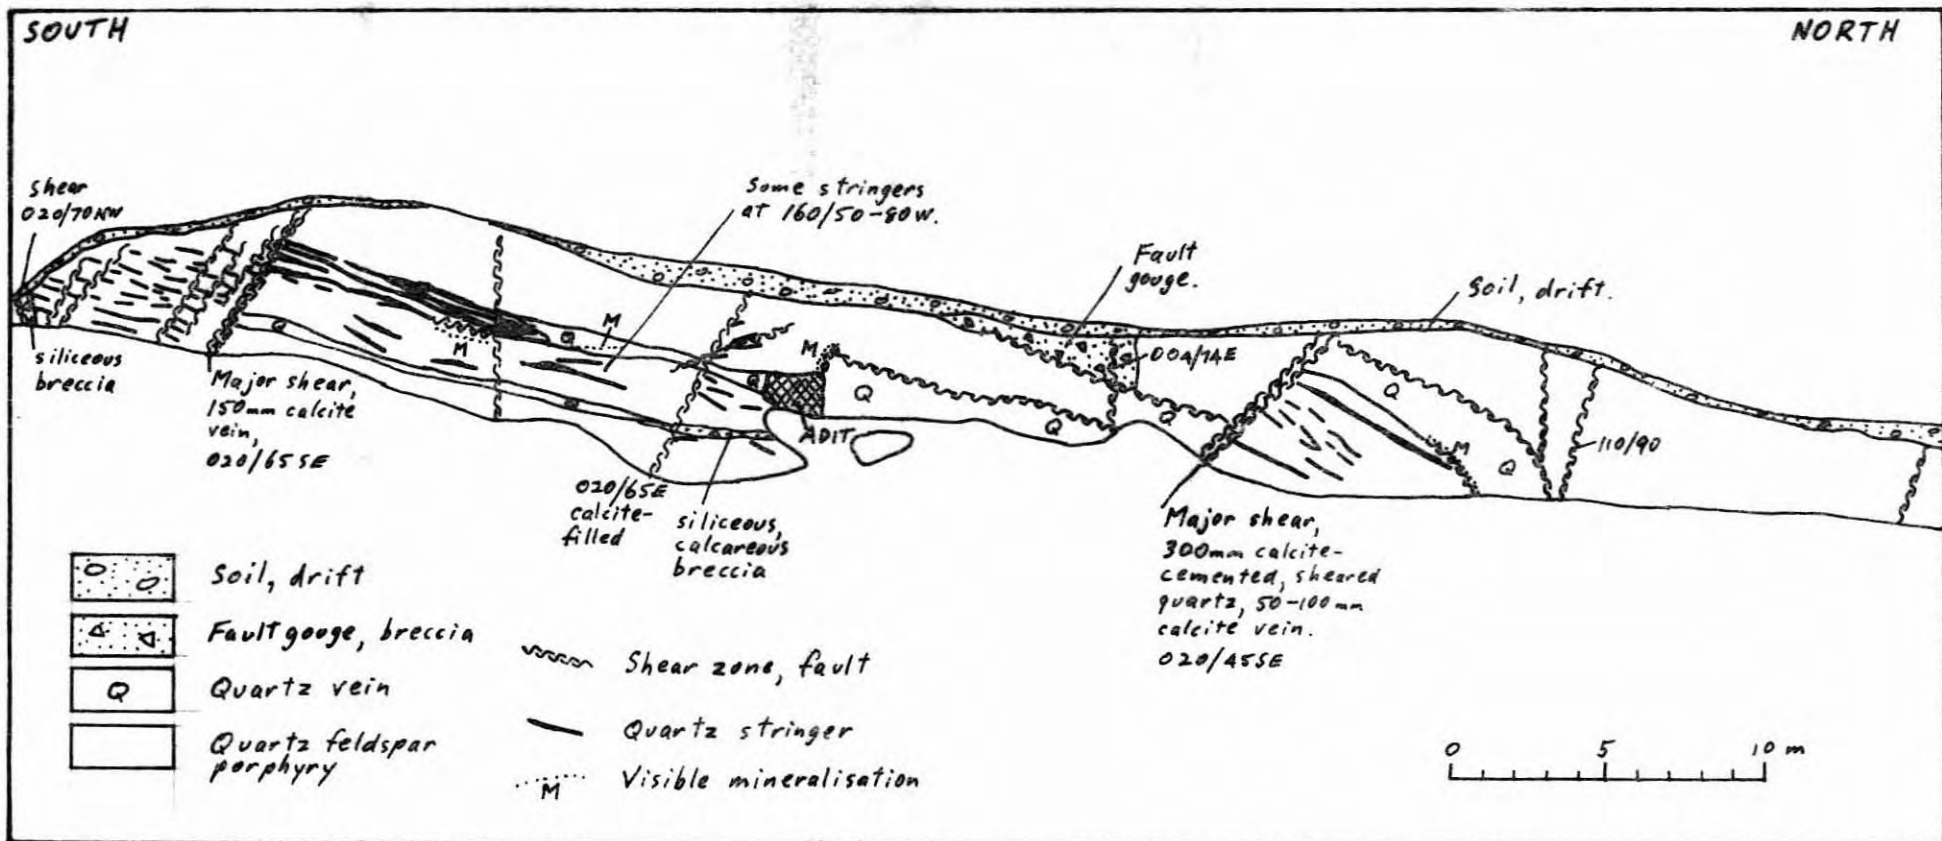 SOUTH
NORTH
shear
020/70NW
siliceous
breccia
Major shear,
150mm calcite
vein,
020/65SE
M
Q
M
Some stringers
at 160/50-80W.
020/65E
calcite-
filled
siliceous,
calcareous
breccia
Q
M
ADIT
Q
Fault
gouge.
Q
Q
Soil, drift.
Major shear,
300mm calcite-
cemented, sheared
quartz, 50-100mm
calcite vein.
020/45SE
Q
M
Q
110/90
Soil, drift
Fault gouge, breccia
Q
Quartz vein
Quartz feldspar
porphyry
Shear zone, fault
Quartz stringer
M
Visible mineralisation
0 5 10 m